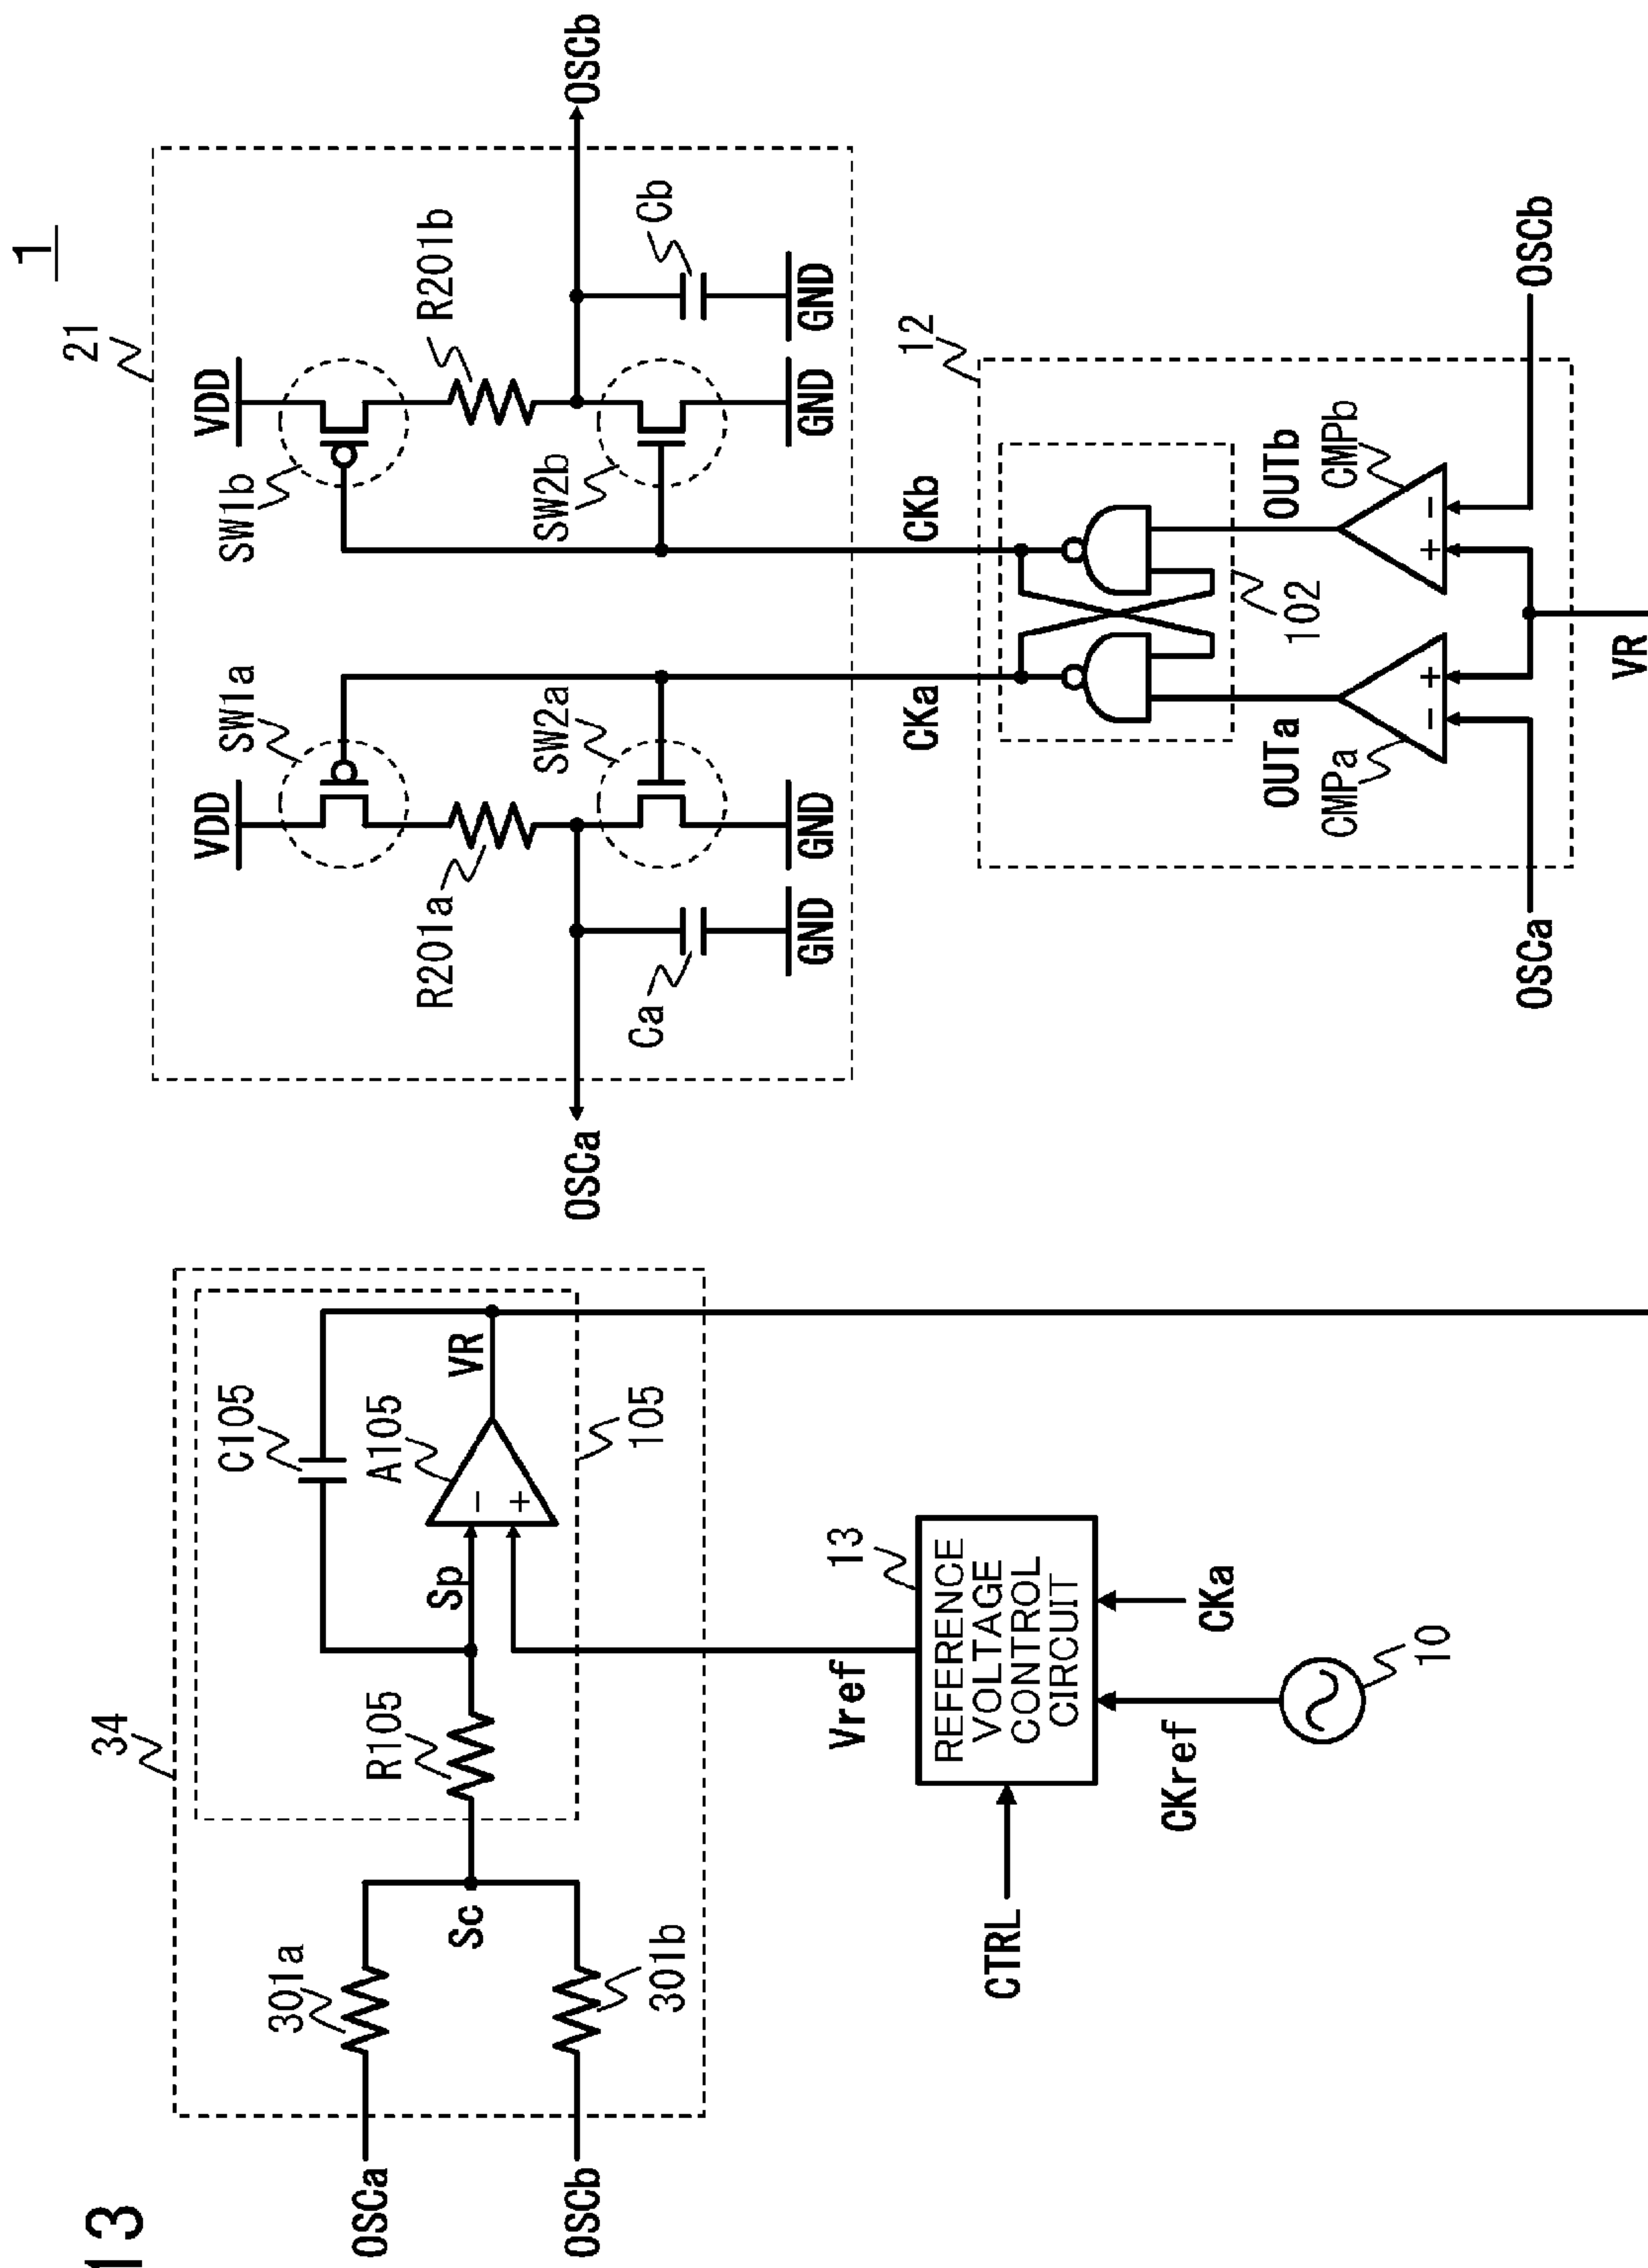 13
1
34
301a
301b
OSCa
OSCb
Sc
R105
C105
A105
Sp
-
+
VR
105
Vref
13
REFERENCE
VOLTAGE
CONTROL
CIRCUIT
CTRL
CKref
CKa
10
21
VDD
VDD
SW1a
SW1b
R201a
R201b
OSCa
OSCb
SW2a
SW2b
Ca
Cb
GND
GND
GND
GND
CKa
CKb
12
102
OUTa
OUTb
CMPa
CMPb
-
+
+
-
OSCa
OSCb
VR